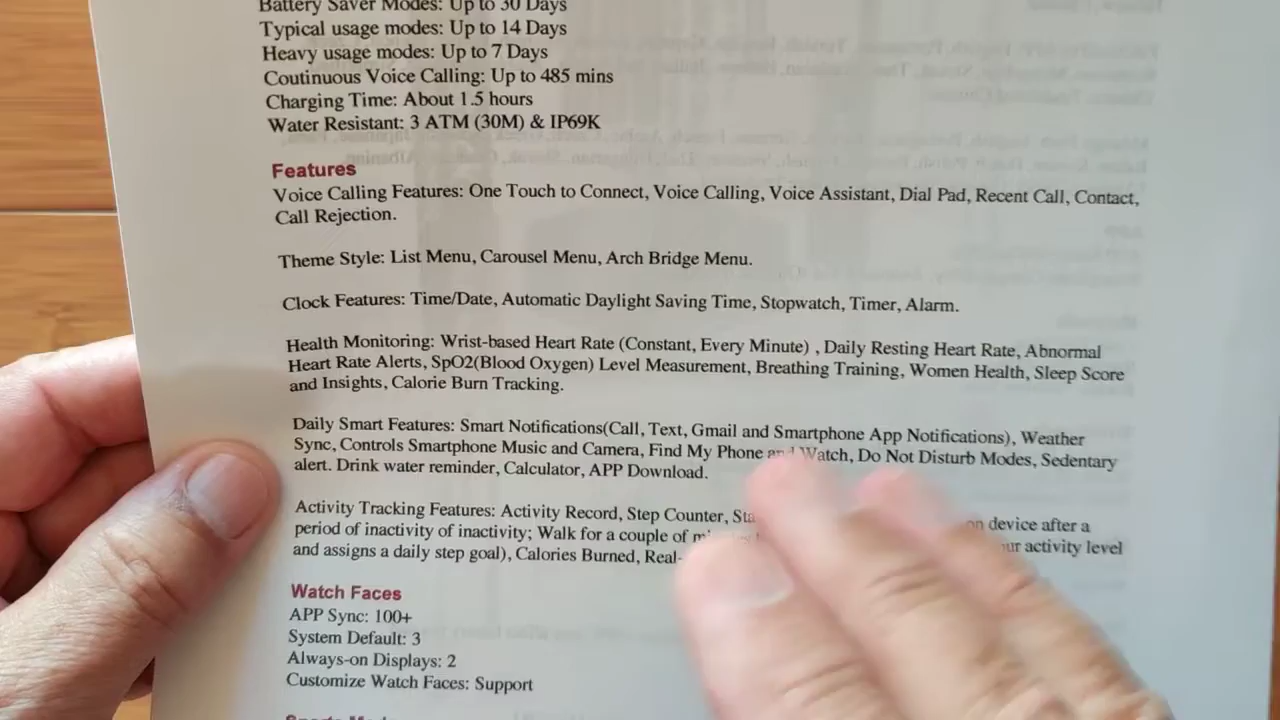 Battery Saver Modes: Up to 30 Days
Typical usage modes: Up to 14 Days
Heavy usage modes: Up to 7 Days
Coutinuous Voice Calling: Up to 485 mins
Charging Time: About 1.5 hours
Water Resistant: 3 ATM (30M) & IP69K
Features
Voice Calling Features: One Touch to Connect, Voice Calling, Voice Assistant, Dial Pad, Recent Call, Contact,
Call Rejection.
Theme Style: List Menu, Carousel Menu, Arch Bridge Menu.
Clock Features: Time/Date, Automatic Daylight Saving Time, Stopwatch, Timer, Alarm.
Health Monitoring: Wrist-based Heart Rate (Constant, Every Minute) , Daily Resting Heart Rate, Abnormal
Heart Rate Alerts, SpO2(Blood Oxygen) Level Measurement, Breathing Training, Women Health, Sleep Score
and Insights, Calorie Burn Tracking.
Daily Smart Features: Smart Notifications(Call, Text, Gmail and Smartphone App Notifications), Weather
Sync, Controls Smartphone Music and Camera, Find My Phone and Watch, Do Not Disturb Modes, Sedentary
alert. Drink water reminder, Calculator, APP Download.
Activity Tracking Features: Activity Record, Step Counter, on device after a
period of inactivity of inactivity; Walk for a couple of activity level
and assigns a daily step goal), Calories Burned,
Watch Faces
APP Sync: 100+
System Default: 3
Always-on Displays: 2
Customize Watch Faces: Support